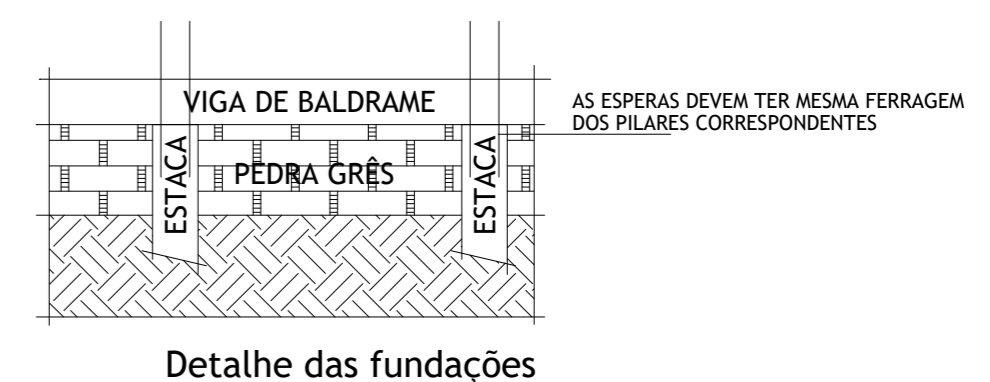 VIGA DE BALDRAME
AS ESPERAS DEVEM TER MESMA FERRAGEM
DOS PILARES CORRESPONDENTES
ESTACA
PEDRA GRÊS
ESTACA
Detalhe das fundações